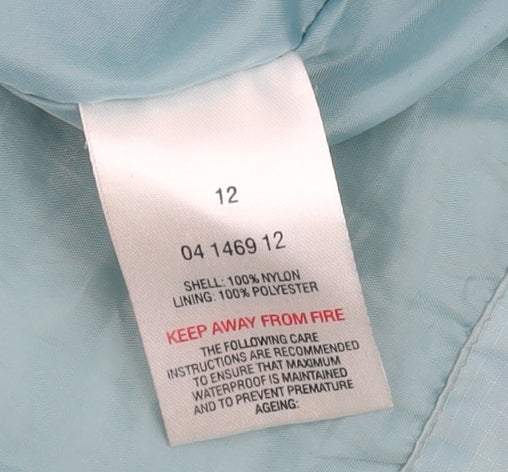 12
04 1469 12
SHELL: 100% NYLON
LINING: 100% POLYESTER
KEEP AWAY FROM FIRE
THE FOLLOWING CARE
INSTRUCTIONS ARE RECOMMENDED
TO ENSURE THAT MAXIMUM
WATERPROOF IS MAINTAINED
AND TO PREVENT PREMATURE
AGEING: